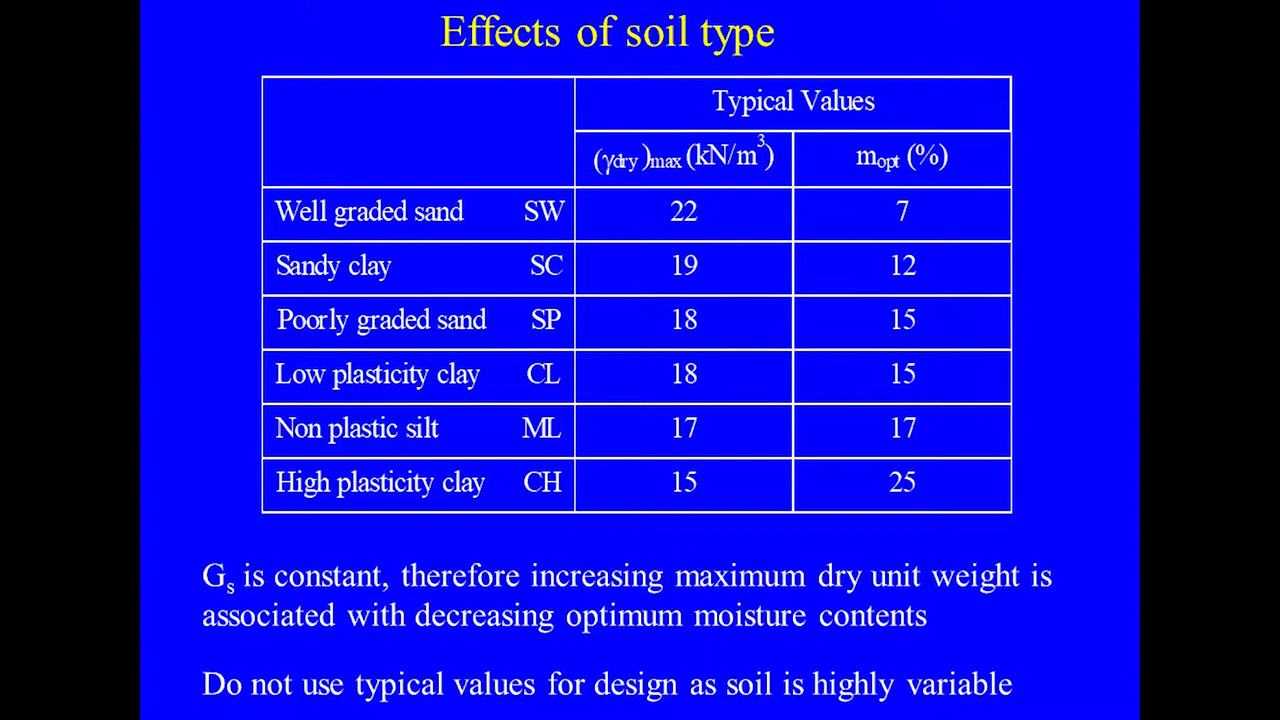 Effects of soil type
Typical Values
(γdry)max (kN/m³) mopt (%)
Well graded sand SW 22 7
Sandy clay SC 19 12
Poorly graded sand SP 18 15
Low plasticity clay CL 18 15
Non plastic silt ML 17 17
High plasticity clay CH 15 25
Gs is constant, therefore increasing maximum dry unit weight is
associated with decreasing optimum moisture contents
Do not use typical values for design as soil is highly variable